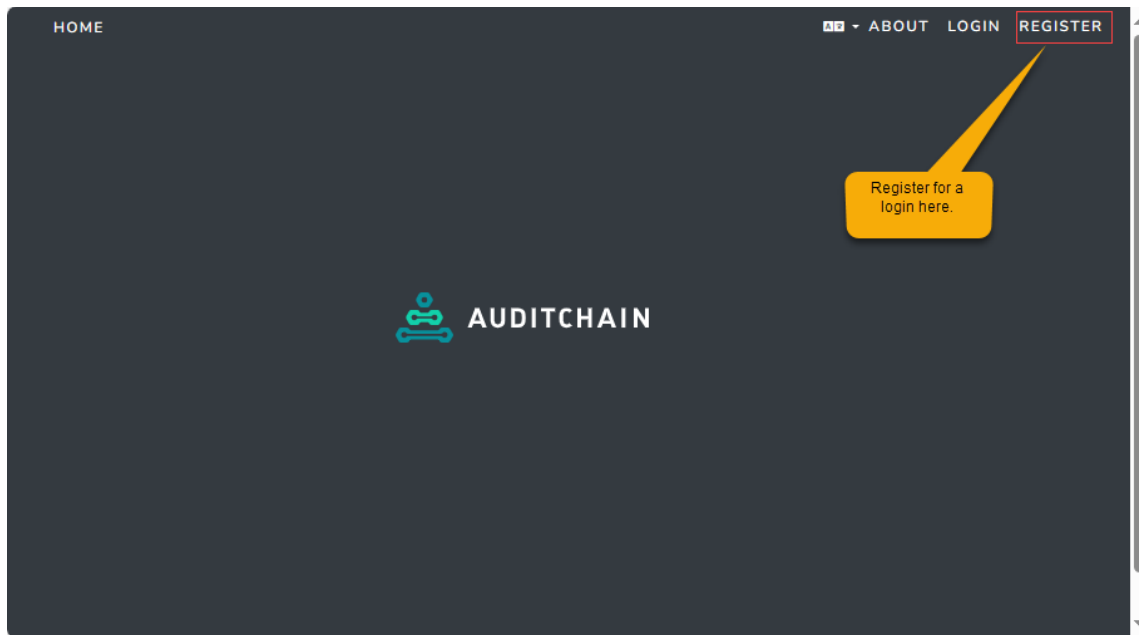 HOME
ABOUT LOGIN REGISTER
Register for a
login here.
AUDITCHAIN